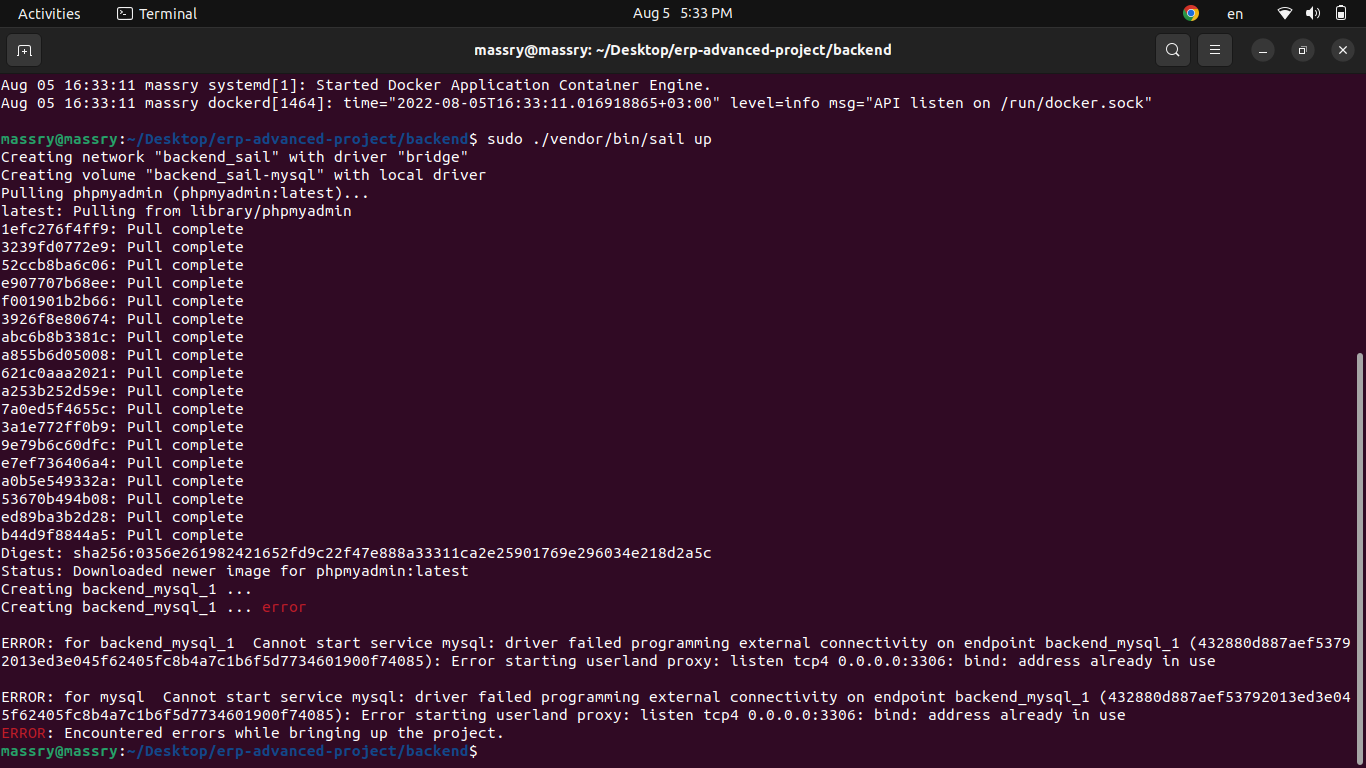 Activities Terminal Aug 5 5:33 PM en
massry@massry: ~/Desktop/erp-advanced-project/backend
Aug 05 16:33:11 massry systemd[1]: Started Docker Application Container Engine.
Aug 05 16:33:11 massry dockerd[1464]: time="2022-08-05T16:33:11.016918865+03:00" level=info msg="API listen on /run/docker.sock"
massry@massry:~/Desktop/erp-advanced-project/backend$ sudo ./vendor/bin/sail up
Creating network "backend_sail" with driver "bridge"
Creating volume "backend_sail-mysql" with local driver
Pulling phpmyadmin (phpmyadmin:latest)...
latest: Pulling from library/phpmyadmin
1efc276f4ff9: Pull complete
3239fd0772e9: Pull complete
52ccb8ba6c06: Pull complete
e907707b68ee: Pull complete
f001901b2b66: Pull complete
3926f8e80674: Pull complete
abc6b8b3381c: Pull complete
a855b6d05008: Pull complete
621c0aaa2021: Pull complete
a253b252d59e: Pull complete
7a0ed5f4655c: Pull complete
3a1e772ff0b9: Pull complete
9e79b6c60dfc: Pull complete
e7ef736406a4: Pull complete
a0b5e549332a: Pull complete
53670b494b08: Pull complete
ed89ba3b2d28: Pull complete
b44d9f8844a5: Pull complete
Digest: sha256:0356e261982421652fd9c22f47e888a33311ca2e25901769e296034e218d2a5c
Status: Downloaded newer image for phpmyadmin:latest
Creating backend_mysql_1 ...
Creating backend_mysql_1 ... error
ERROR: for backend_mysql_1  Cannot start service mysql: driver failed programming external connectivity on endpoint backend_mysql_1 (432880d887aef5379
2013ed3e045f62405fc8b4a7c1b6f5d7734601900f74085): Error starting userland proxy: listen tcp4 0.0.0.0:3306: bind: address already in use
ERROR: for mysql  Cannot start service mysql: driver failed programming external connectivity on endpoint backend_mysql_1 (432880d887aef53792013ed3e04
5f62405fc8b4a7c1b6f5d7734601900f74085): Error starting userland proxy: listen tcp4 0.0.0.0:3306: bind: address already in use
ERROR: Encountered errors while bringing up the project.
massry@massry:~/Desktop/erp-advanced-project/backend$